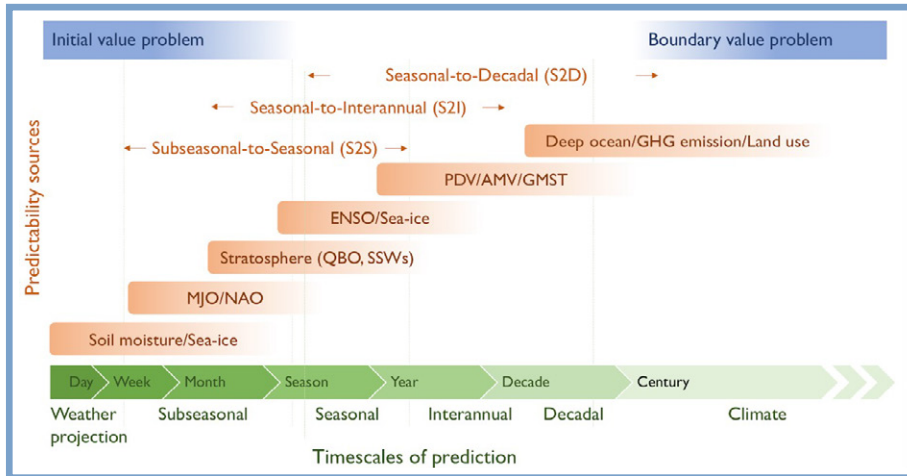 Initial value problem
Boundary value problem
Seasonal-to-Decadal (S2D)
Seasonal-to-Interannual (S2I)
Subseasonal-to-Seasonal (S2S)
Deep ocean/GHG emission/Land use
PDV/AMV/GMST
ENSO/Sea-ice
Stratosphere (QBO, SSWs)
MJO/NAO
Soil moisture/Sea-ice
Predictability sources
Day Week Month Season Year Decade Century
Weather projection
Subseasonal
Seasonal
Interannual
Decadal
Climate
Timescales of prediction